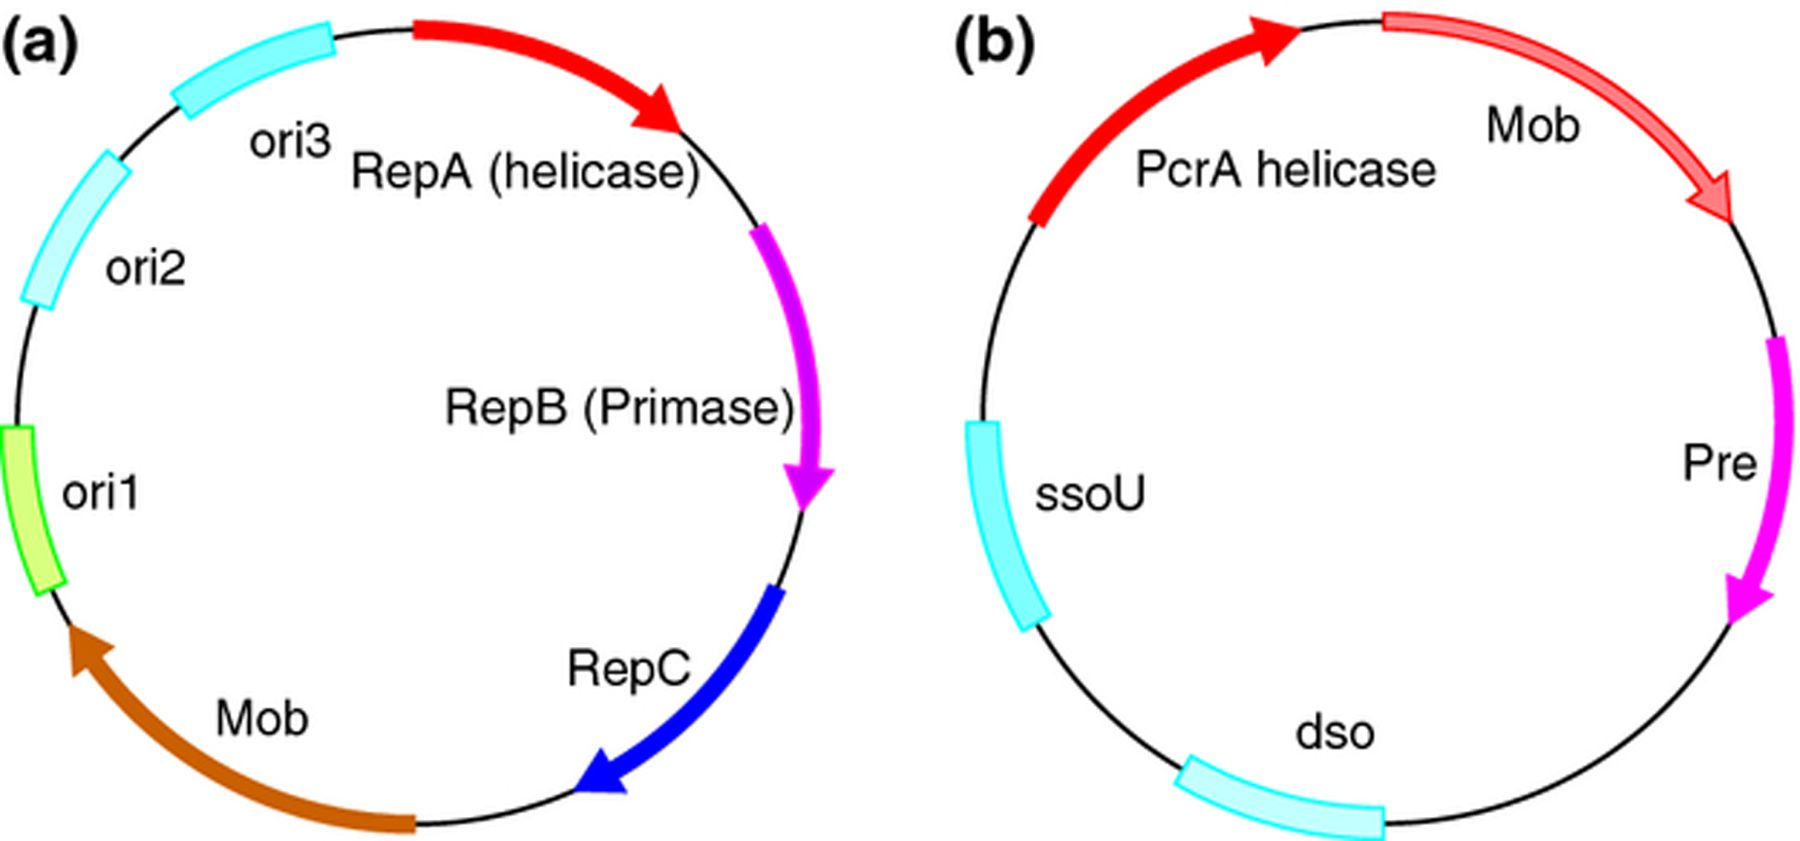 (a)
ori3
RepA (helicase)
ori2
RepB (Primase)
ori1
RepC
Mob
(b)
Mob
PcrA helicase
Pre
ssoU
dso